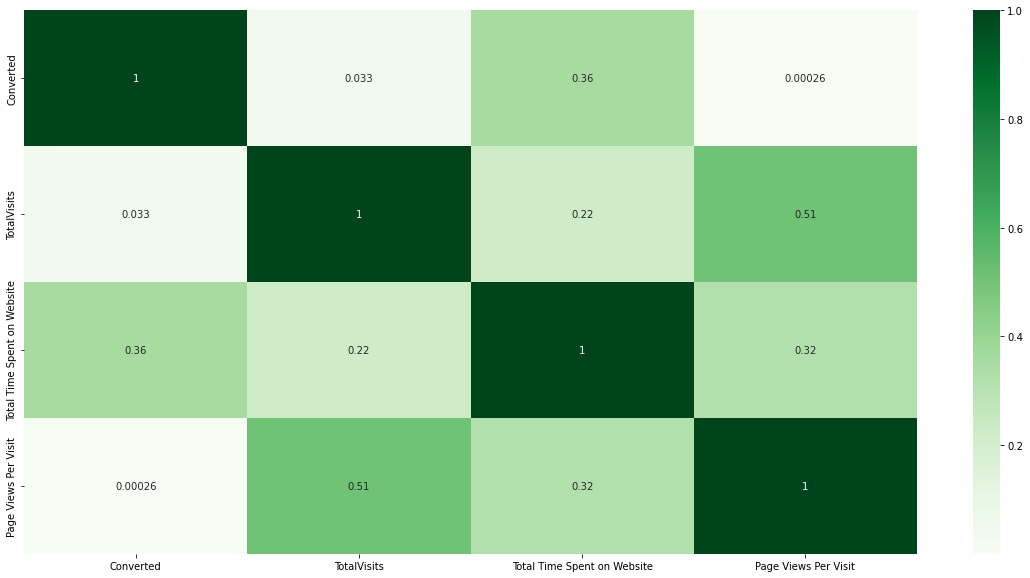 Converted
1
0.033
0.36
0.00026
TotalVisits
0.033
1
0.22
0.51
Total Time Spent on Website
0.36
0.22
1
0.32
Page Views Per Visit
0.00026
0.51
0.32
1
Converted
TotalVisits
Total Time Spent on Website
Page Views Per Visit
1.0
0.8
0.6
0.4
0.2